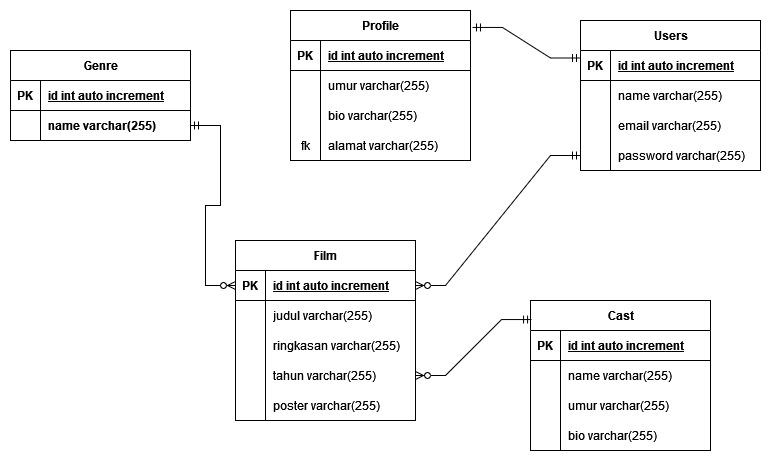 Profile
PK id int auto increment
umur varchar(255)
bio varchar(255)
fk alamat varchar(255)
Users
PK id int auto increment
name varchar(255)
email varchar(255)
password varchar(255)
Genre
PK id int auto increment
name varchar(255)
Film
PK id int auto increment
judul varchar(255)
ringkasan varchar(255)
tahun varchar(255)
poster varchar(255)
Cast
PK id int auto increment
name varchar(255)
umur varchar(255)
bio varchar(255)